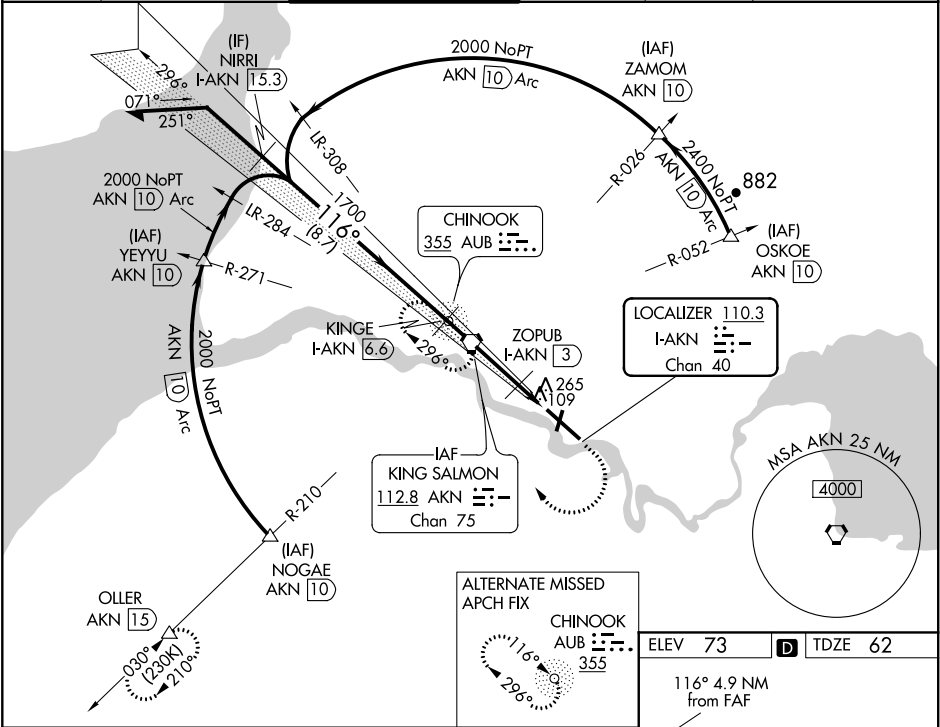 (IF)
NIRRI
I-AKN 15.3
296°
071°
251°
2000 NoPT
AKN 10 Arc
(IAF)
ZAMOM
AKN 10
LR-308
R-026
2400 NoPT
AKN 10 Arc
882
R-052
(IAF)
OSKOE
AKN 10
2000 NoPT
AKN 10 Arc
LR-284
116°
1700
(8.7)
CHINOOK
355 AUB
(IAF)
YEYYU
AKN 10
R-271
KINGE
I-AKN 6.6
296°
ZOPUB
I-AKN 3
LOCALIZER 110.3
I-AKN
Chan 40
265
109
2000 NoPT
AKN 10 Arc
IAF
KING SALMON
112.8 AKN
Chan 75
MSA AKN 25 NM
4000
R-210
(IAF)
NOGAE
AKN 10
OLLER
AKN 15
030°
(230K)
210°
ALTERNATE MISSED
APCH FIX
CHINOOK
AUB
355
116°
296°
ELEV 73 D TDZE 62
116° 4.9 NM
from FAF